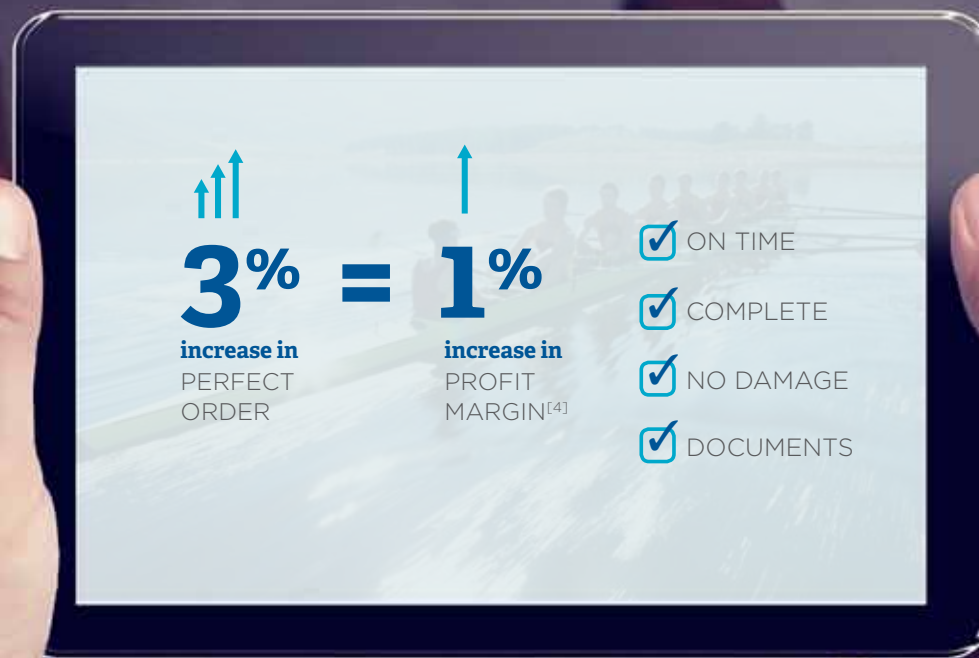 3% = 1%
increase in
PERFECT
ORDER
increase in
PROFIT
MARGIN[4]
ON TIME
COMPLETE
NO DAMAGE
DOCUMENTS